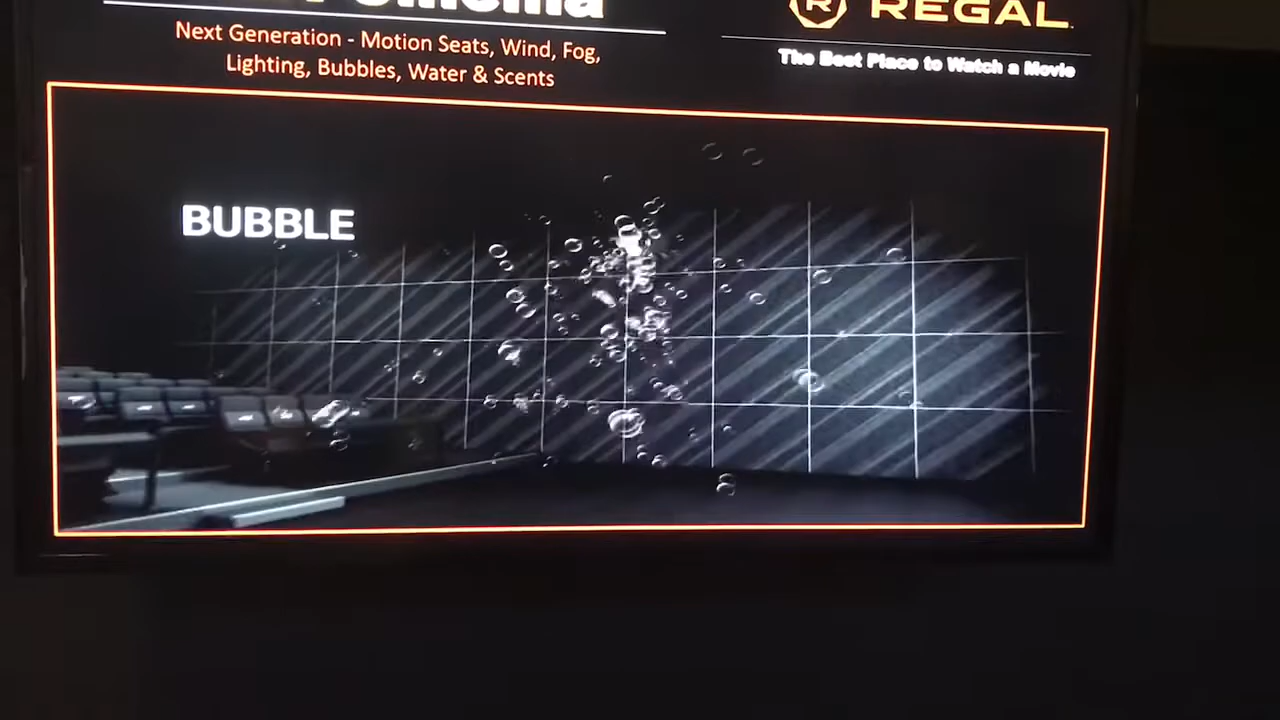 REGAL
Next Generation - Motion Seats, Wind, Fog,
Lighting, Bubbles, Water & Scents
The Best Place to Watch a Movie
BUBBLE